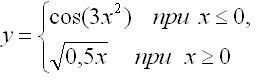 y = { cos(3x²) при x ≤ 0,
√0,5x при x ≥ 0